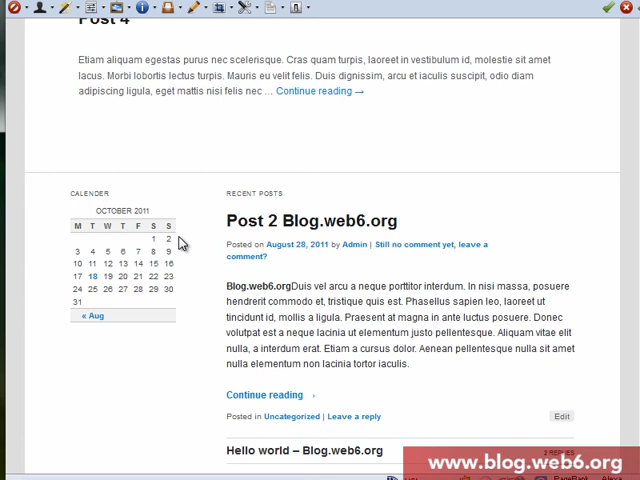 Post 4
Etiam aliquam egestas purus nec scelerisque. Cras quam turpis, laoreet in vestibulum id, molestie sit amet
lacus. Morbi lobortis lectus turpis. Mauris eu velit felis. Duis dignissim, arcu et iaculis suscipit, odio diam
adipiscing ligula, eget mattis nisi felis nec … Continue reading →
CALENDER
OCTOBER 2011
M T W T F S S
1 2
3 4 5 6 7 8 9
10 11 12 13 14 15 16
17 18 19 20 21 22 23
24 25 26 27 28 29 30
31
« Aug
RECENT POSTS
Post 2 Blog.web6.org
Posted on August 28, 2011 by Admin | Still no comment yet, leave a
comment?
Blog.web6.orgDuis vel arcu a neque porttitor interdum. In nisi massa, posuere
hendrerit commodo et, tristique quis est. Phasellus sapien leo, laoreet ut
tincidunt id, mollis a ligula. Praesent at magna in ante luctus posuere. Donec
volutpat est a neque lacinia ut elementum justo pellentesque. Aliquam vitae elit
nulla, a interdum erat. Etiam a cursus dolor. Aenean pellentesque nulla sit amet
nulla elementum non lacinia tortor iaculis.
Continue reading →
Posted in Uncategorized | Leave a reply
Edit
Hello world – Blog.web6.org
2 REPLIES
www.blog.web6.org
PageRank
Alexa